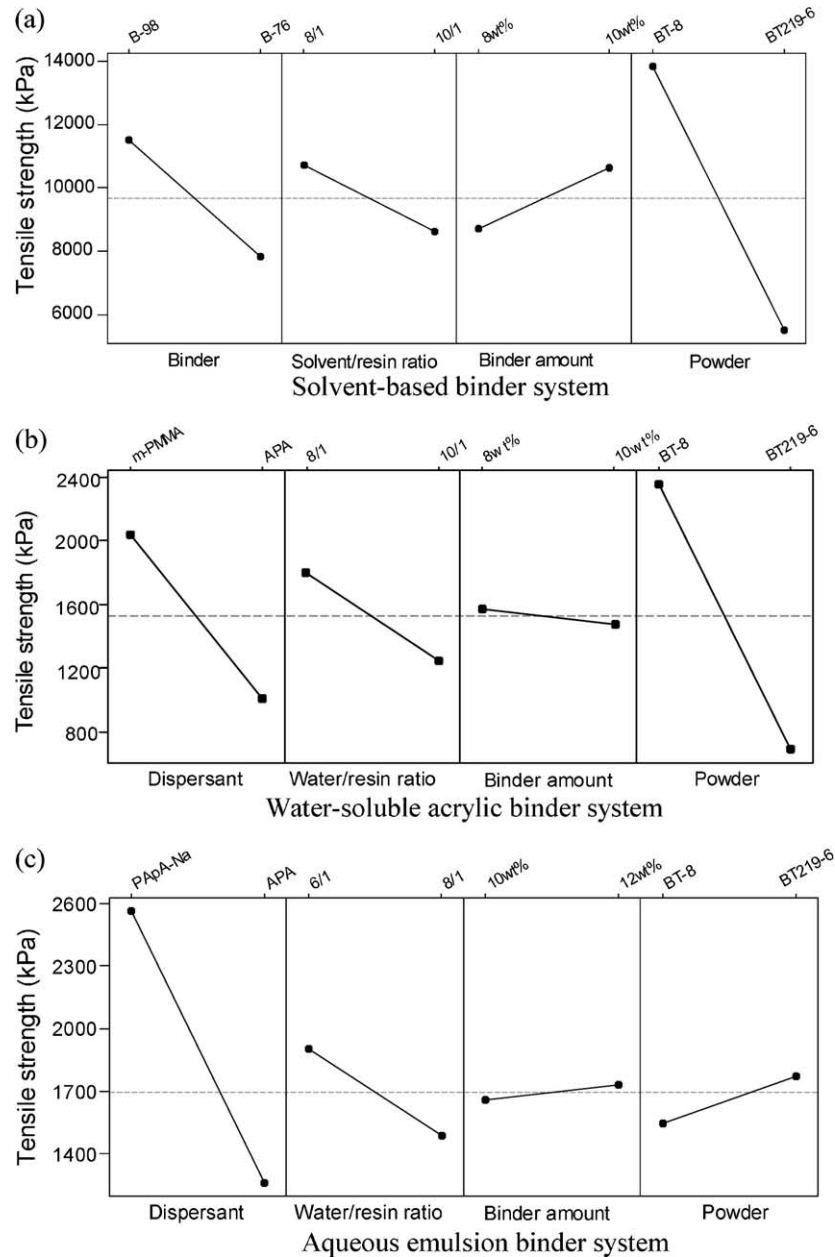 (a)
B-98 B-76 8/1 10/1 8wt% 10wt% BT-8 BT219-6
Tensile strength (kPa)
14000
12000
10000
8000
6000
Binder Solvent/resin ratio Binder amount Powder
Solvent-based binder system
(b)
m-PMMA APA 8/1 10/1 8wt% 10wt% BT-8 BT219-6
Tensile strength (kPa)
2400
2000
1600
1200
800
Dispersant Water/resin ratio Binder amount Powder
Water-soluble acrylic binder system
(c)
PApA-Na APA 6/1 8/1 10wt% 12wt% BT-8 BT219-6
Tensile strength (kPa)
2600
2300
2000
1700
1400
Dispersant Water/resin ratio Binder amount Powder
Aqueous emulsion binder system